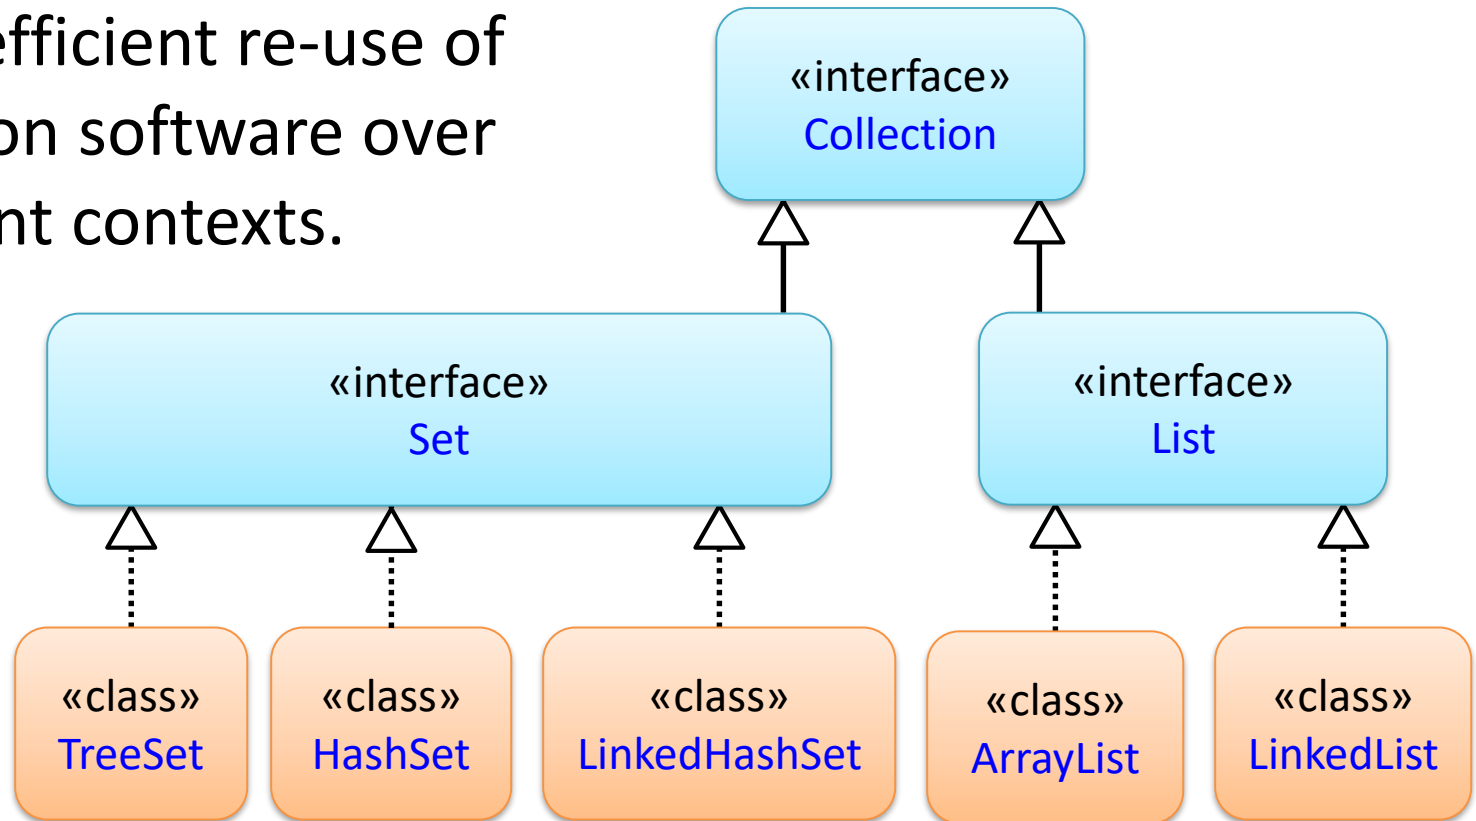 efficient re-use of
on software over
nt contexts.
«interface»
Collection
«interface»
Set
«interface»
List
«class»
TreeSet
«class»
HashSet
«class»
LinkedHashSet
«class»
ArrayList
«class»
LinkedList